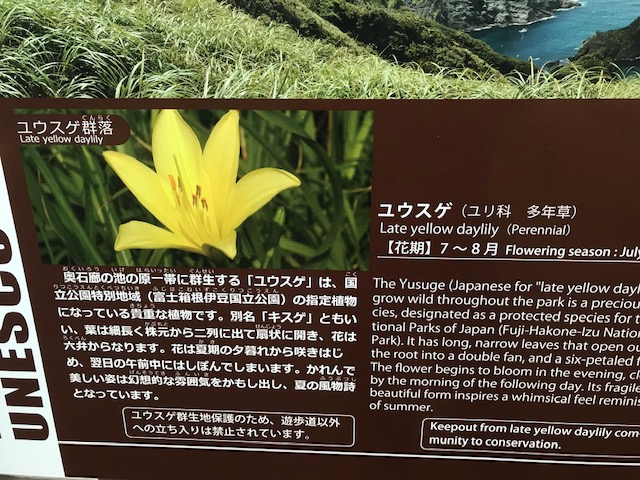 ユウスゲ群落
Late yellow daylily
UNESCO
奥石廊の池の原一帯に群生する「ユウスゲ」は、国
立公園特別地域（富士箱根伊豆国立公園）の指定植物
になっている貴重な植物です。別名「キスゲ」ともい
い、葉は細長く株元から二列に出て扇状に開き、花は
六弁からなります。花は夏期の夕暮れから咲きはじ
め、翌日の午前中にはしぼんでしまいます。かれんで
美しい姿は幻想的な雰囲気をかもし出し、夏の風物詩
となっています。
ユウスゲ群生地保護のため、遊歩道以外
への立ち入りは禁止されています。
ユウスゲ（ユリ科 多年草）
Late yellow daylily（Perennial）
【花期】７～８月 Flowering season : July
The Yusuge (Japanese for "late yellow dayl
grow wild throughout the park is a preciou
cies, designated as a protected species for t
tional Parks of Japan (Fuji-Hakone-Izu Nation
Park). It has long, narrow leaves that open ou
the root into a double fan, and a six-petaled f
The flower begins to bloom in the evening, cl
by the morning of the following day. Its fragile
beautiful form inspires a whimsical feel reminis
of summer.
Keepout from late yellow daylily com-
munity to conservation.